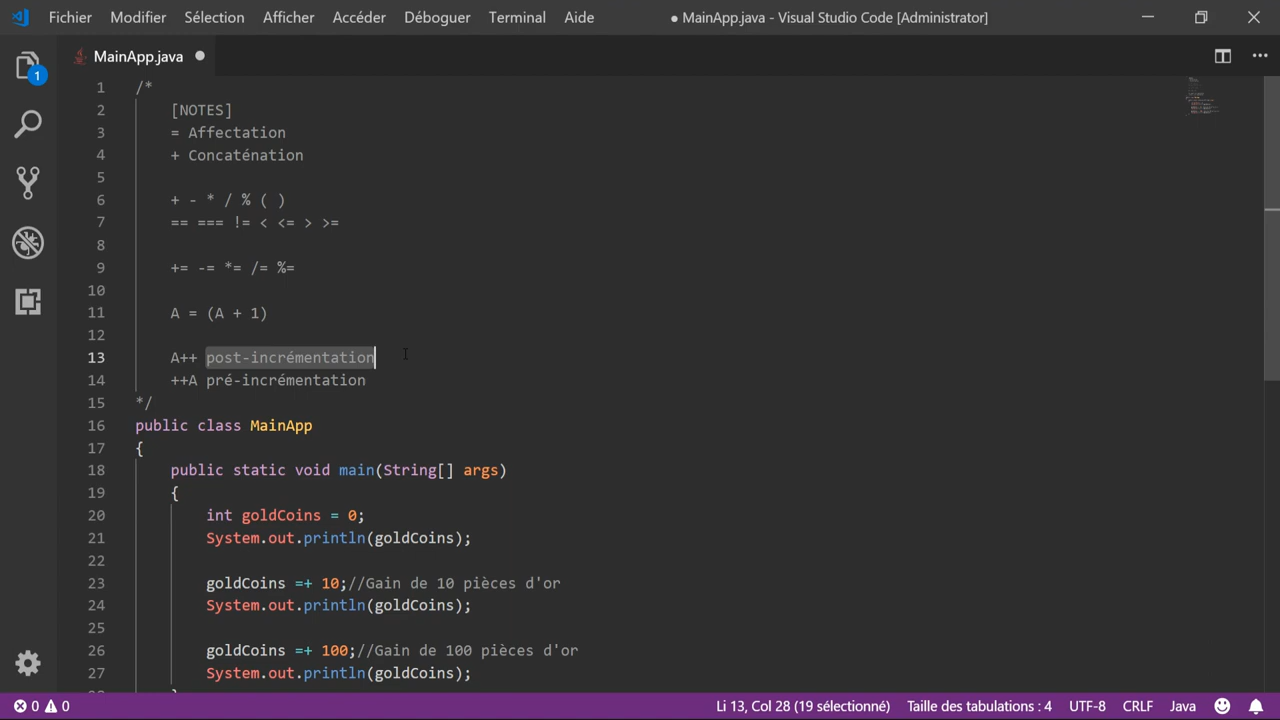 Fichier Modifier Sélection Afficher Accéder Déboguer Terminal Aide ● MainApp.java - Visual Studio Code [Administrator]
1 MainApp.java ●
1 /*
2 [NOTES]
3 = Affectation
4 + Concaténation
5
6 + - * / % ( )
7 == === != < <= > >=
8
9 += -= *= /= %=
10
11 A = (A + 1)
12
13 A++ post-incrémentation
14 ++A pré-incrémentation
15 */
16 public class MainApp
17 {
18 public static void main(String[] args)
19 {
20 int goldCoins = 0;
21 System.out.println(goldCoins);
22
23 goldCoins =+ 10;//Gain de 10 pièces d'or
24 System.out.println(goldCoins);
25
26 goldCoins =+ 100;//Gain de 100 pièces d'or
27 System.out.println(goldCoins);
0 0 Li 13, Col 28 (19 sélectionné) Taille des tabulations : 4 UTF-8 CRLF Java